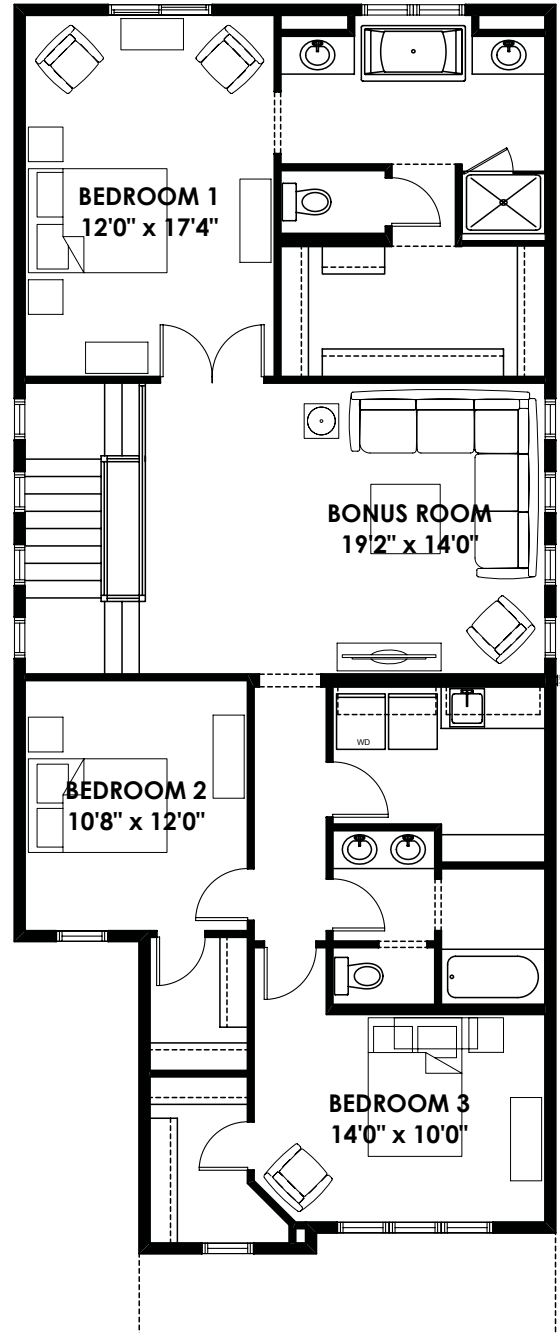 BEDROOM 1
12'0" x 17'4"
BONUS ROOM
19'2" x 14'0"
WD
BEDROOM 2
10'8" x 12'0"
BEDROOM 3
14'0" x 10'0"